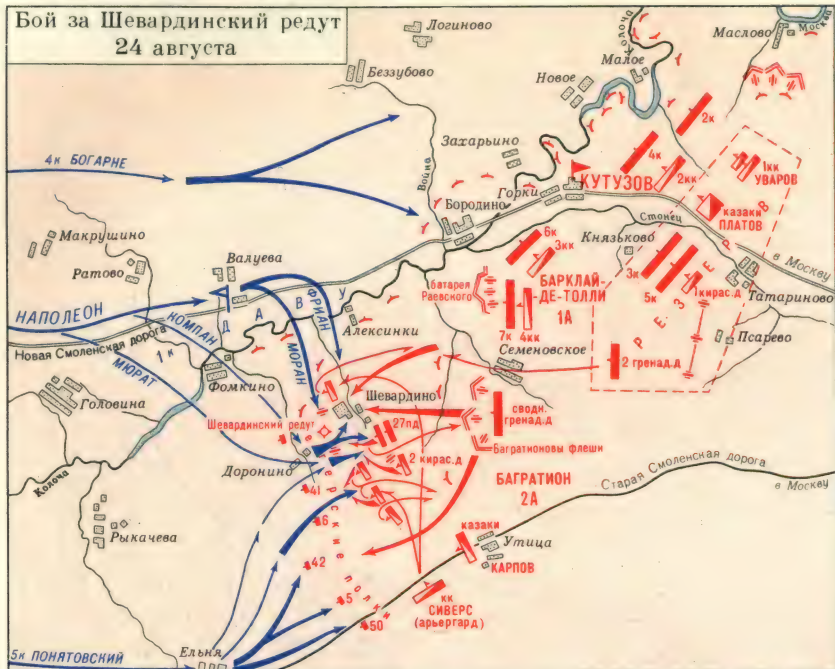 Бой за Шевардинский редут
24 августа
Логиново
Беззубово
Колоча
Малое
Новое
Маслово
Москва
4к БОГАРНЕ
Война
Захарьино
Горки
КУТУЗОВ
4к
2к
2кк
1кк
УВАРОВ
казаки
ПЛАТОВ
Бородино
Стонец
Князьково
в Москву
Макрушино
Ратово
Валуева
6к
3кк
3к
5к
1кирас.д
Татариново
РЕЗЕРВ
НАПОЛЕОН
ДАВУ
ФРИАН
батарея
Раевского
БАРКЛАЙ-
ДЕ-ТОЛЛИ
1А
7к
4кк
Псарево
Новая Смоленская дорога
КОМПАН
1к
МЮРАТ
МОРАН
Алексинки
Семеновское
2 гренад.д
Фомкино
Головина
Шевардино
Шевардинский редут
27пд
сводн.
гренад.д
2 кирас.д
Багратионовы флеши
Доронино
Колоча
БАГРАТИОН
2А
Старая Смоленская дорога
в Москву
егерские полки
41
6
42
5
50
Рыкачева
казаки
Утица
КАРПОВ
кк
СИВЕРС
(арьергард)
Ельня
5к ПОНЯТОВСКИЙ